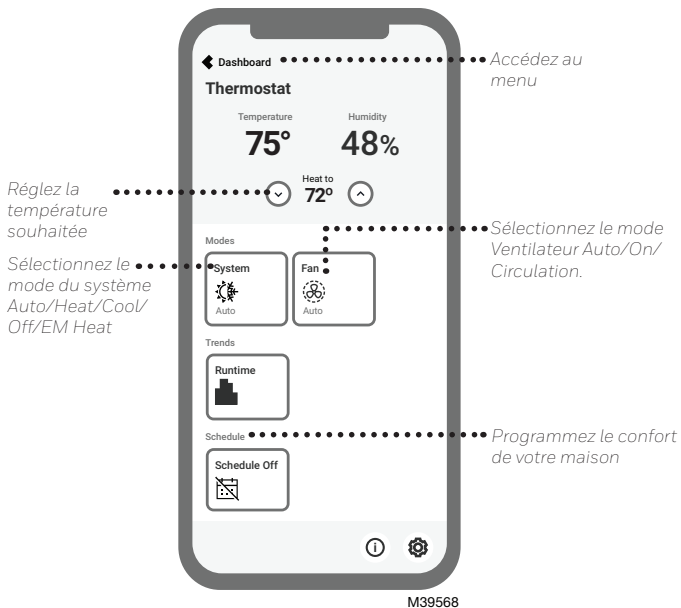 Dashboard
Accédez au
menu
Thermostat
Temperature
Humidity
75°
48%
Heat to
72°
Réglez la
température
souhaitée
Sélectionnez le mode
Ventilateur Auto/On/
Circulation.
Modes
Sélectionnez le
mode du système
Auto/Heat/Cool/
Off/EM Heat
System
Auto
Fan
Auto
Trends
Runtime
Schedule
Programmez le confort
de votre maison
Schedule Off
M39568